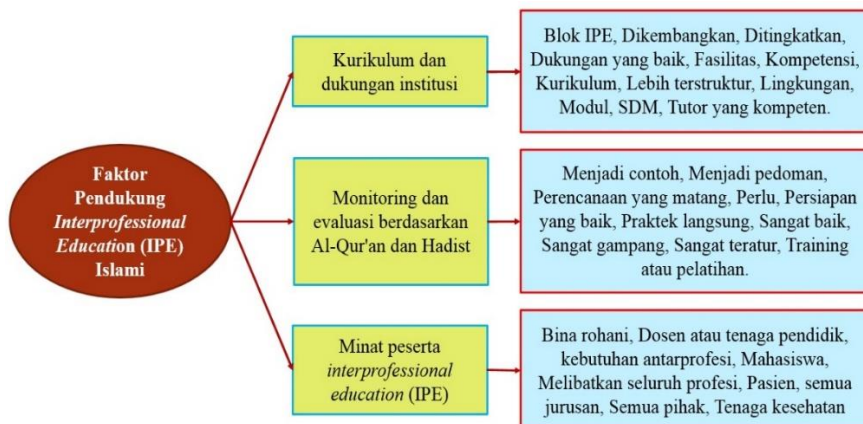 Faktor
Pendukung
Interprofessional
Education (IPE)
Islami
Kurikulum dan
dukungan institusi
Blok IPE, Dikembangkan, Ditingkatkan,
Dukungan yang baik, Fasilitas, Kompetensi,
Kurikulum, Lebih terstruktur, Lingkungan,
Modul, SDM, Tutor yang kompeten.
Monitoring dan
evaluasi berdasarkan
Al-Qur'an dan Hadist
Menjadi contoh, Menjadi pedoman,
Perencanaan yang matang, Perlu, Persiapan
yang baik, Praktek langsung, Sangat baik,
Sangat gampang, Sangat teratur, Training
atau pelatihan.
Minat peserta
interprofessional
education (IPE)
Bina rohani, Dosen atau tenaga pendidik,
kebutuhan antarprofesi, Mahasiswa,
Melibatkan seluruh profesi, Pasien, semua
jurusan, Semua pihak, Tenaga kesehatan